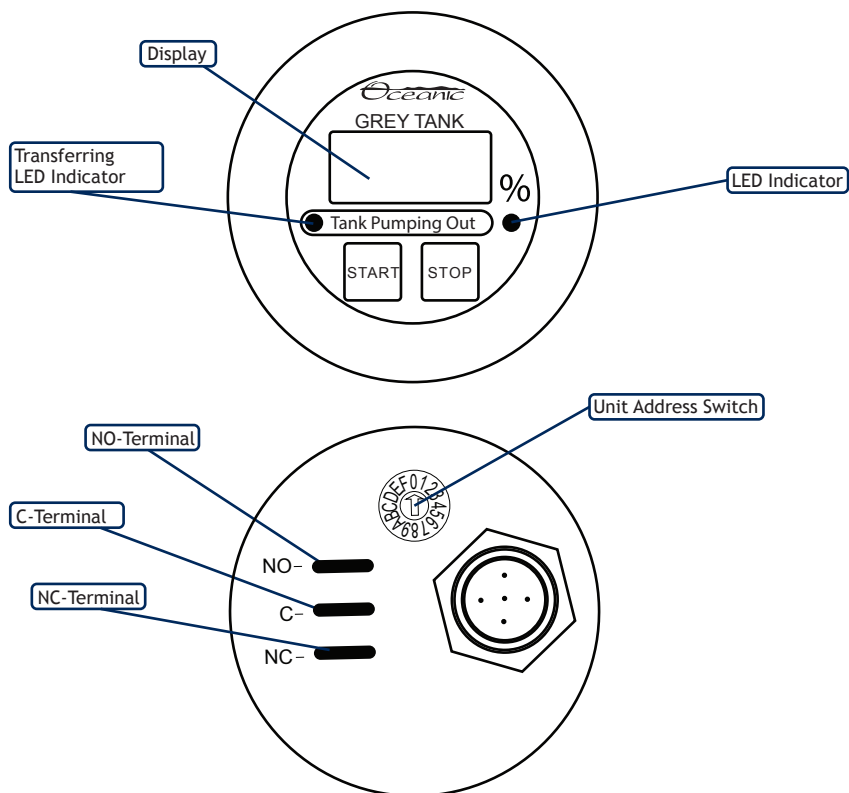 Display
Oceanic
GREY TANK
Transferring
LED Indicator
%
LED Indicator
Tank Pumping Out
START
STOP
Unit Address Switch
NO-Terminal
0123456789ABCDEF
C-Terminal
NO-
NC-Terminal
C-
NC-